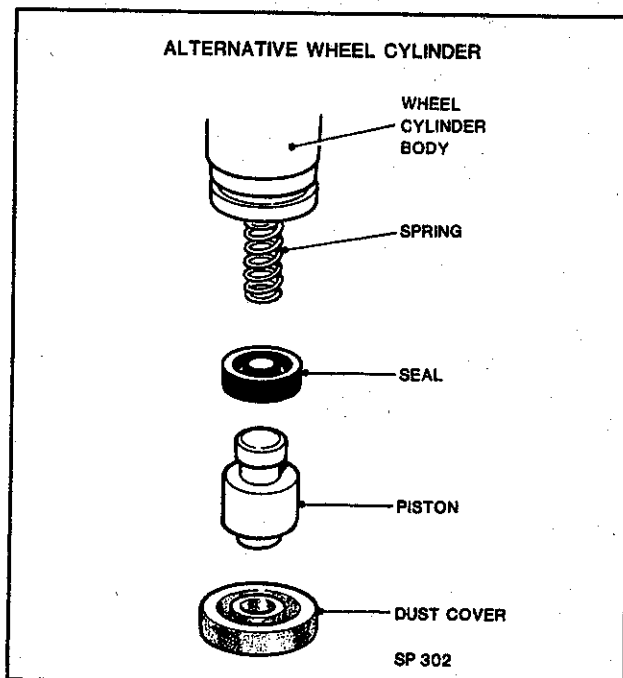 ALTERNATIVE WHEEL CYLINDER
WHEEL
CYLINDER
BODY
SPRING
SEAL
PISTON
DUST COVER
SP 302